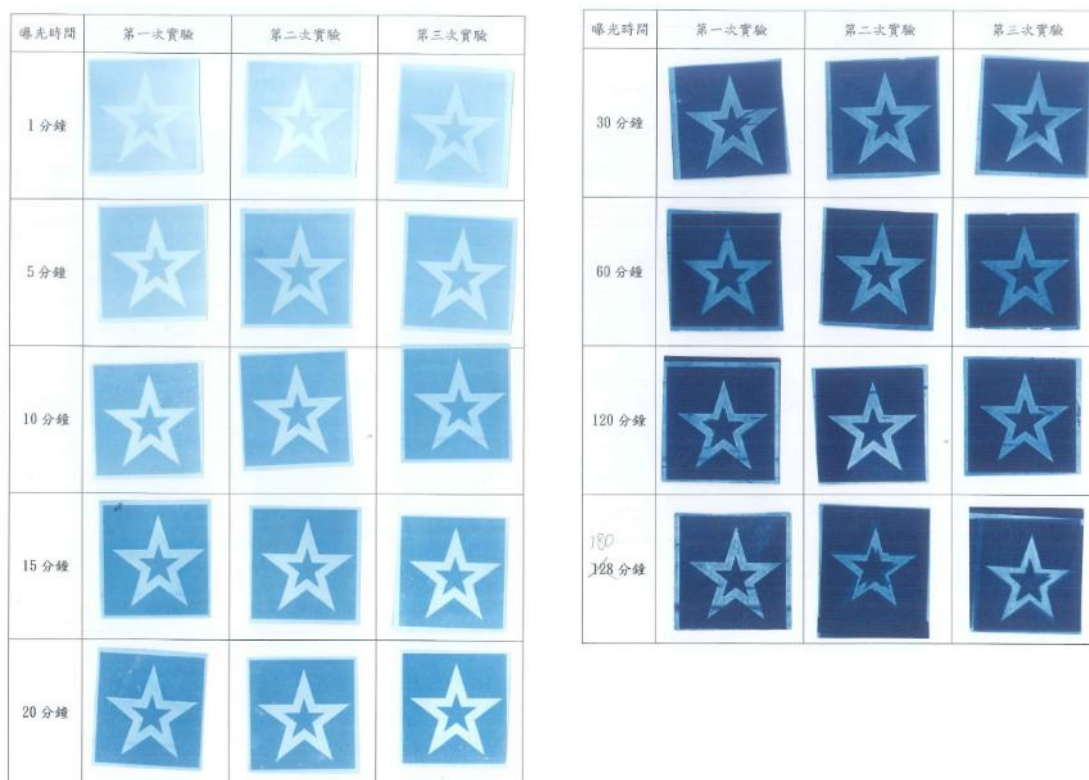 曝光時間 第一次實驗 第二次實驗 第三次實驗
1 分鐘
5 分鐘
10 分鐘
15 分鐘
20 分鐘
曝光時間 第一次實驗 第二次實驗 第三次實驗
30 分鐘
60 分鐘
120 分鐘
180
128 分鐘